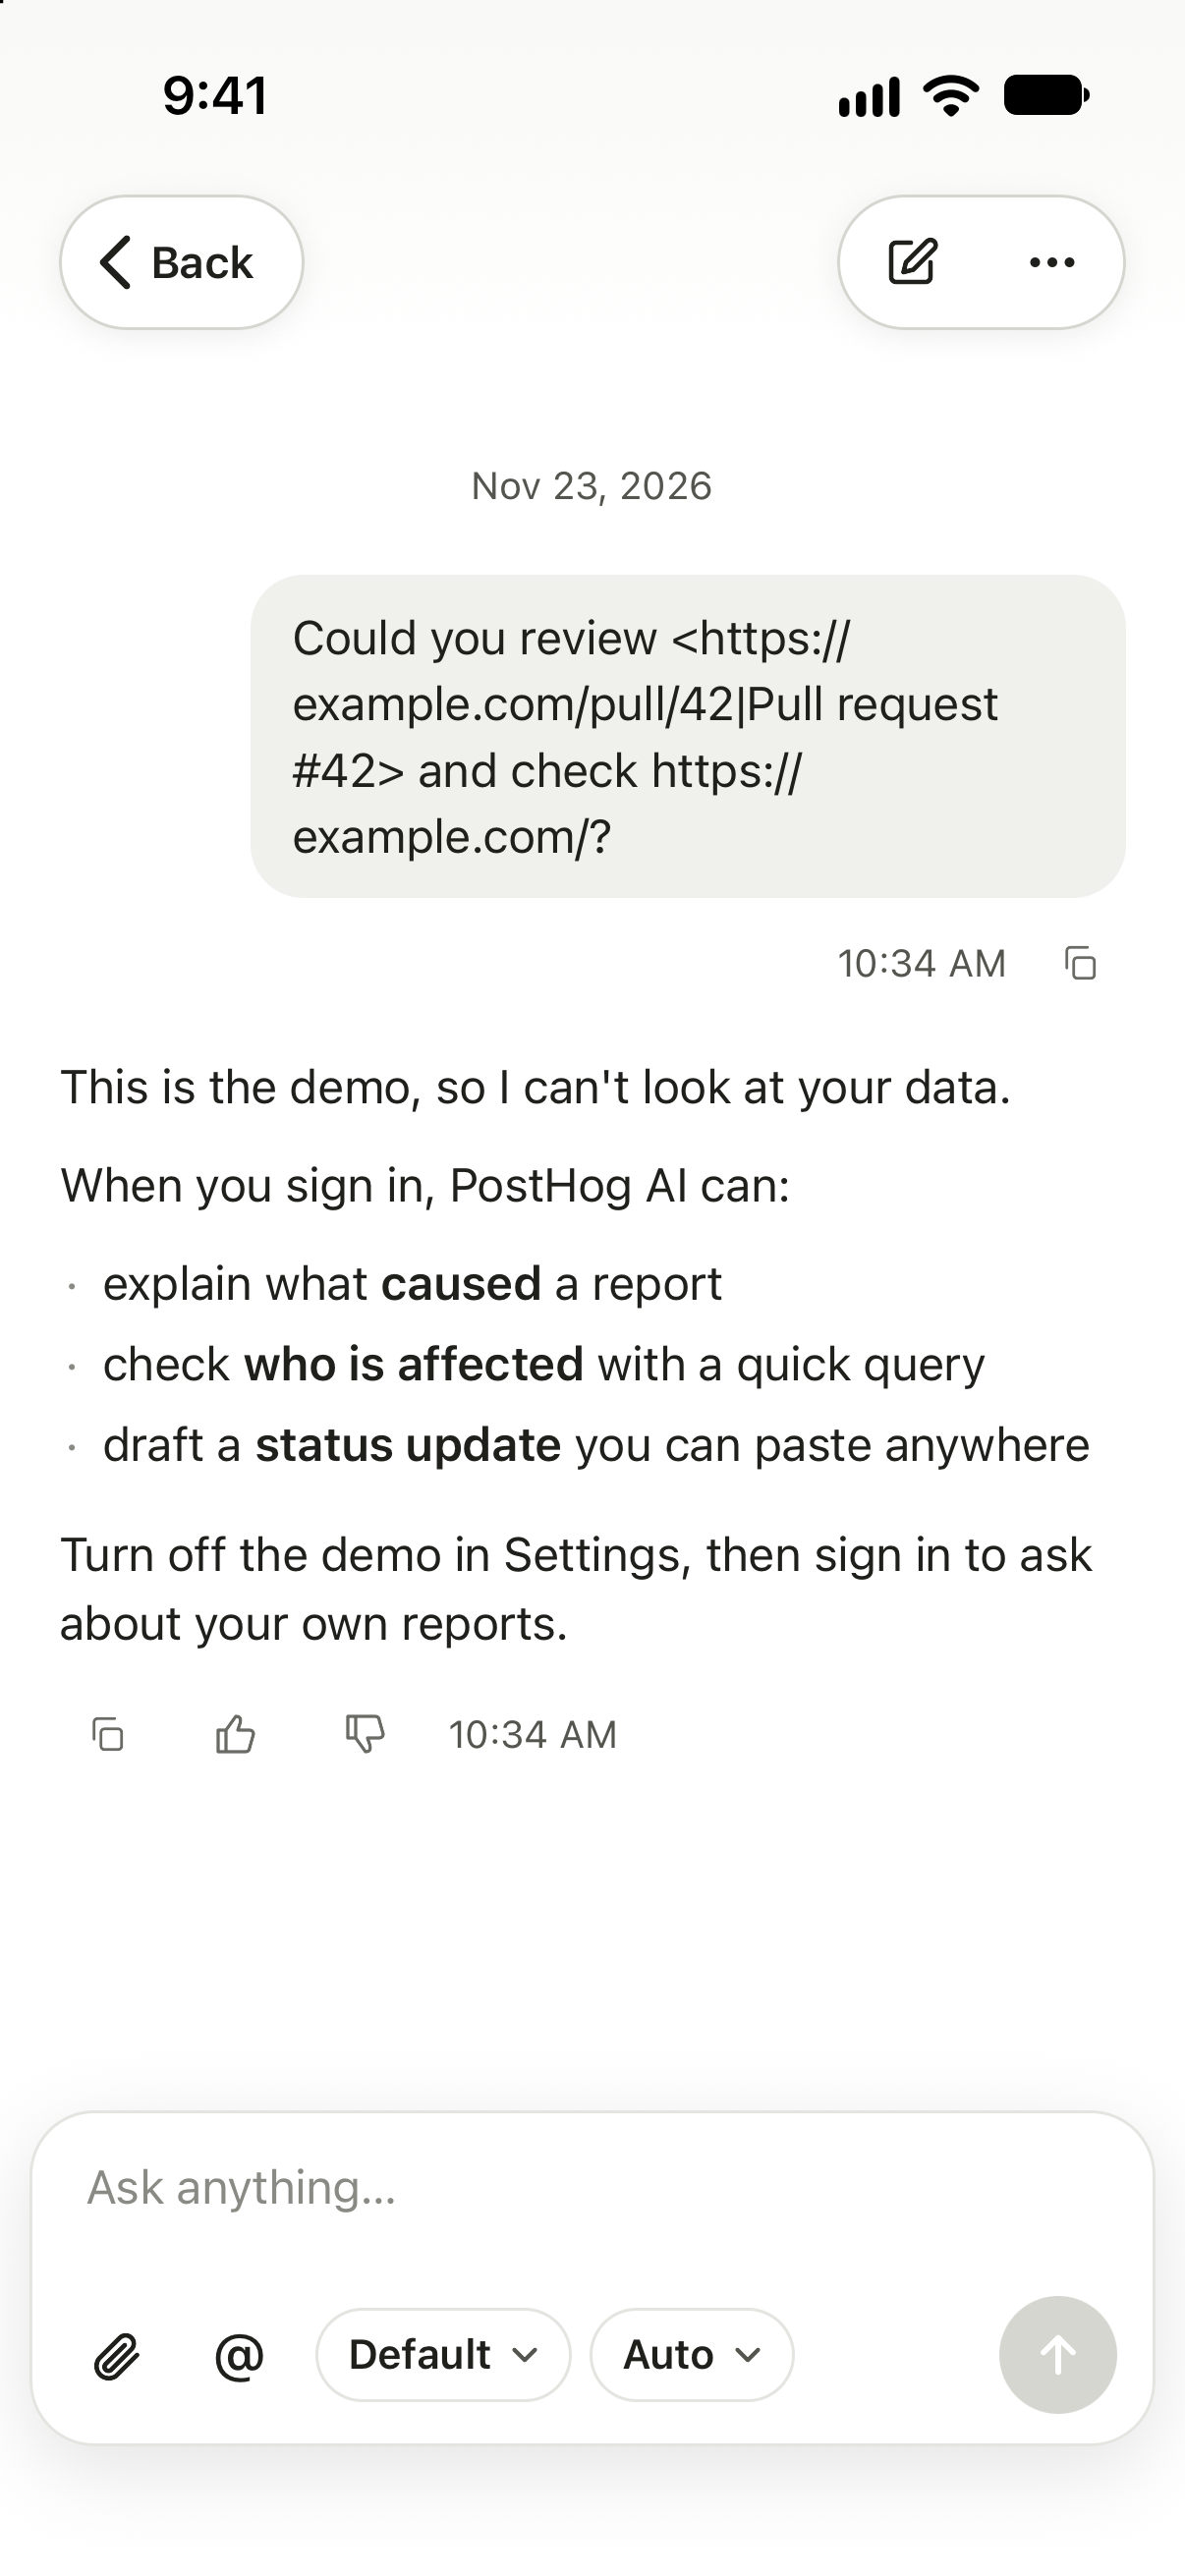 9:41
Back
Nov 23, 2026
Could you review <https://
example.com/pull/42|Pull request
#42> and check https://
example.com/?
10:34 AM
This is the demo, so I can't look at your data.
When you sign in, PostHog AI can:
· explain what caused a report
· check who is affected with a quick query
· draft a status update you can paste anywhere
Turn off the demo in Settings, then sign in to ask
about your own reports.
10:34 AM
Ask anything...
@ Default Auto